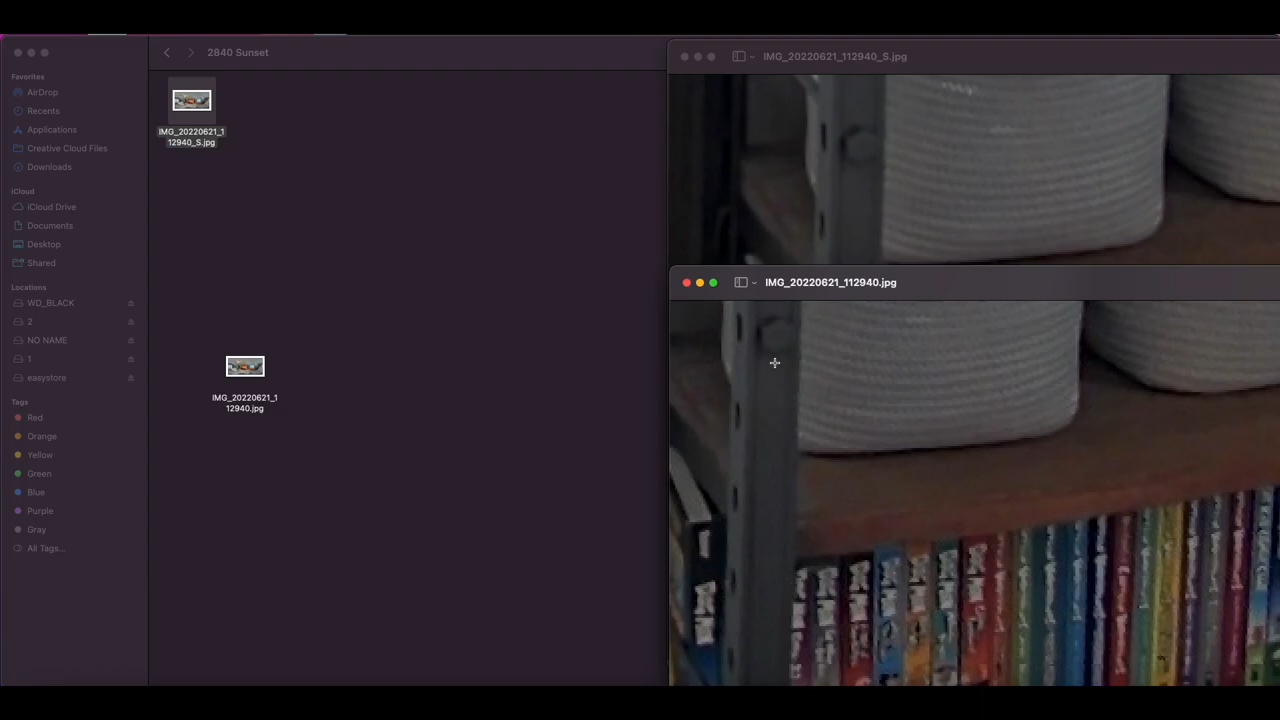 2840 Sunset
Favorites
AirDrop
Recents
Applications
Creative Cloud Files
Downloads
iCloud
iCloud Drive
Documents
Desktop
Shared
Locations
WD_BLACK
2
NO NAME
1
easystore
Tags
Red
Orange
Yellow
Green
Blue
Purple
Gray
All Tags...
IMG_20220621_1
12940_S.jpg
IMG_20220621_1
12940.jpg
IMG_20220621_112940_S.jpg
IMG_20220621_112940.jpg